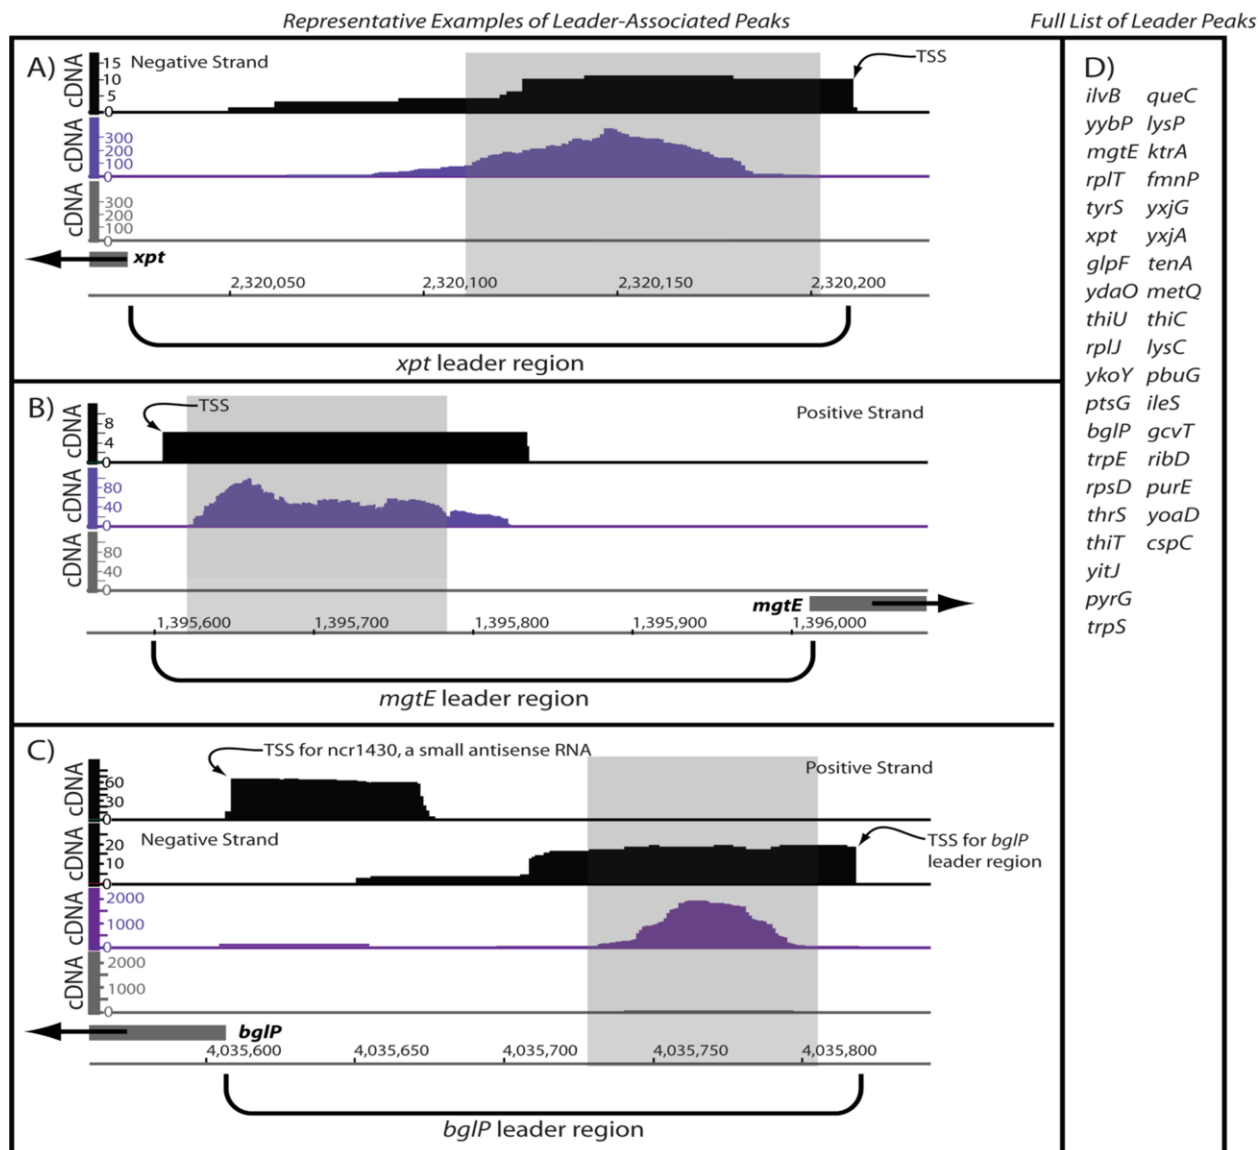 Representative Examples of Leader-Associated Peaks
Full List of Leader Peaks
A)
Negative Strand
TSS
cDNA
15
10
5
0
cDNA
300
200
100
0
cDNA
300
200
100
0
xpt
2,320,050 2,320,100 2,320,150 2,320,200
xpt leader region
B)
TSS
Positive Strand
cDNA
8
4
0
cDNA
80
40
0
cDNA
80
40
0
mgtE
1,395,600 1,395,700 1,395,800 1,395,900 1,396,000
mgtE leader region
C)
TSS for ncr1430, a small antisense RNA
Positive Strand
cDNA
60
30
0
Negative Strand
TSS for bglP
leader region
cDNA
20
10
0
cDNA
2000
1000
0
cDNA
2000
1000
0
bglP
4,035,600 4,035,650 4,035,700 4,035,750 4,035,800
bglP leader region
D)
ilvB queC
yybP lysP
mgtE ktrA
rplT fmnP
tyrS yxjG
xpt yxjA
glpF tenA
ydaO metQ
thiU thiC
rplJ lysC
ykoY pbuG
ptsG ileS
bglP gcvT
trpE ribD
rpsD purE
thrS yoaD
thiT cspC
yitJ
pyrG
trpS